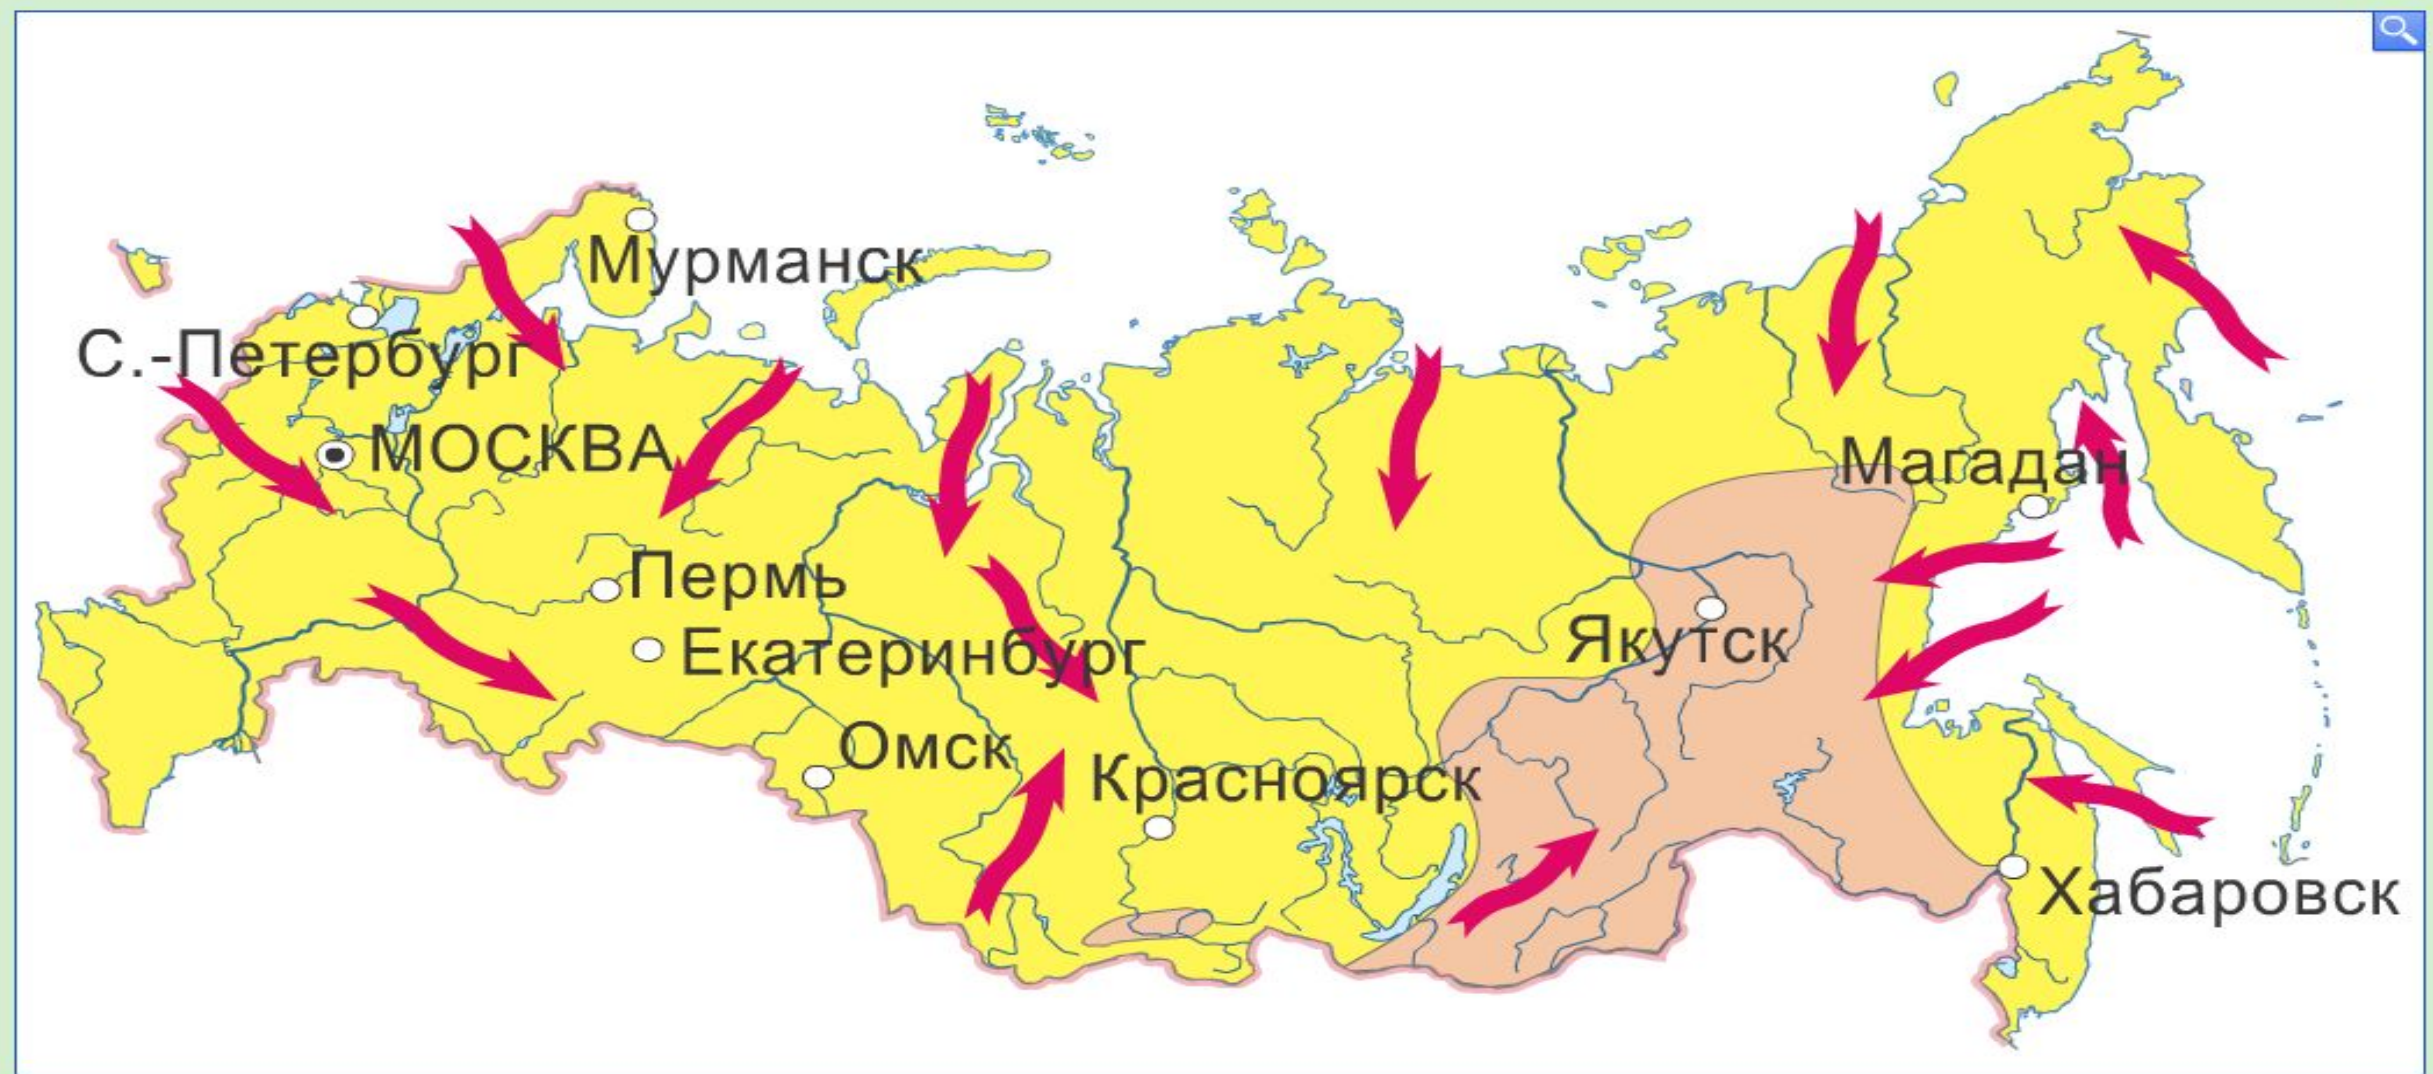 Мурманск
С.-Петербург
МОСКВА
Магадан
Пермь
Якутск
Екатеринбург
Омск
Красноярск
Хабаровск